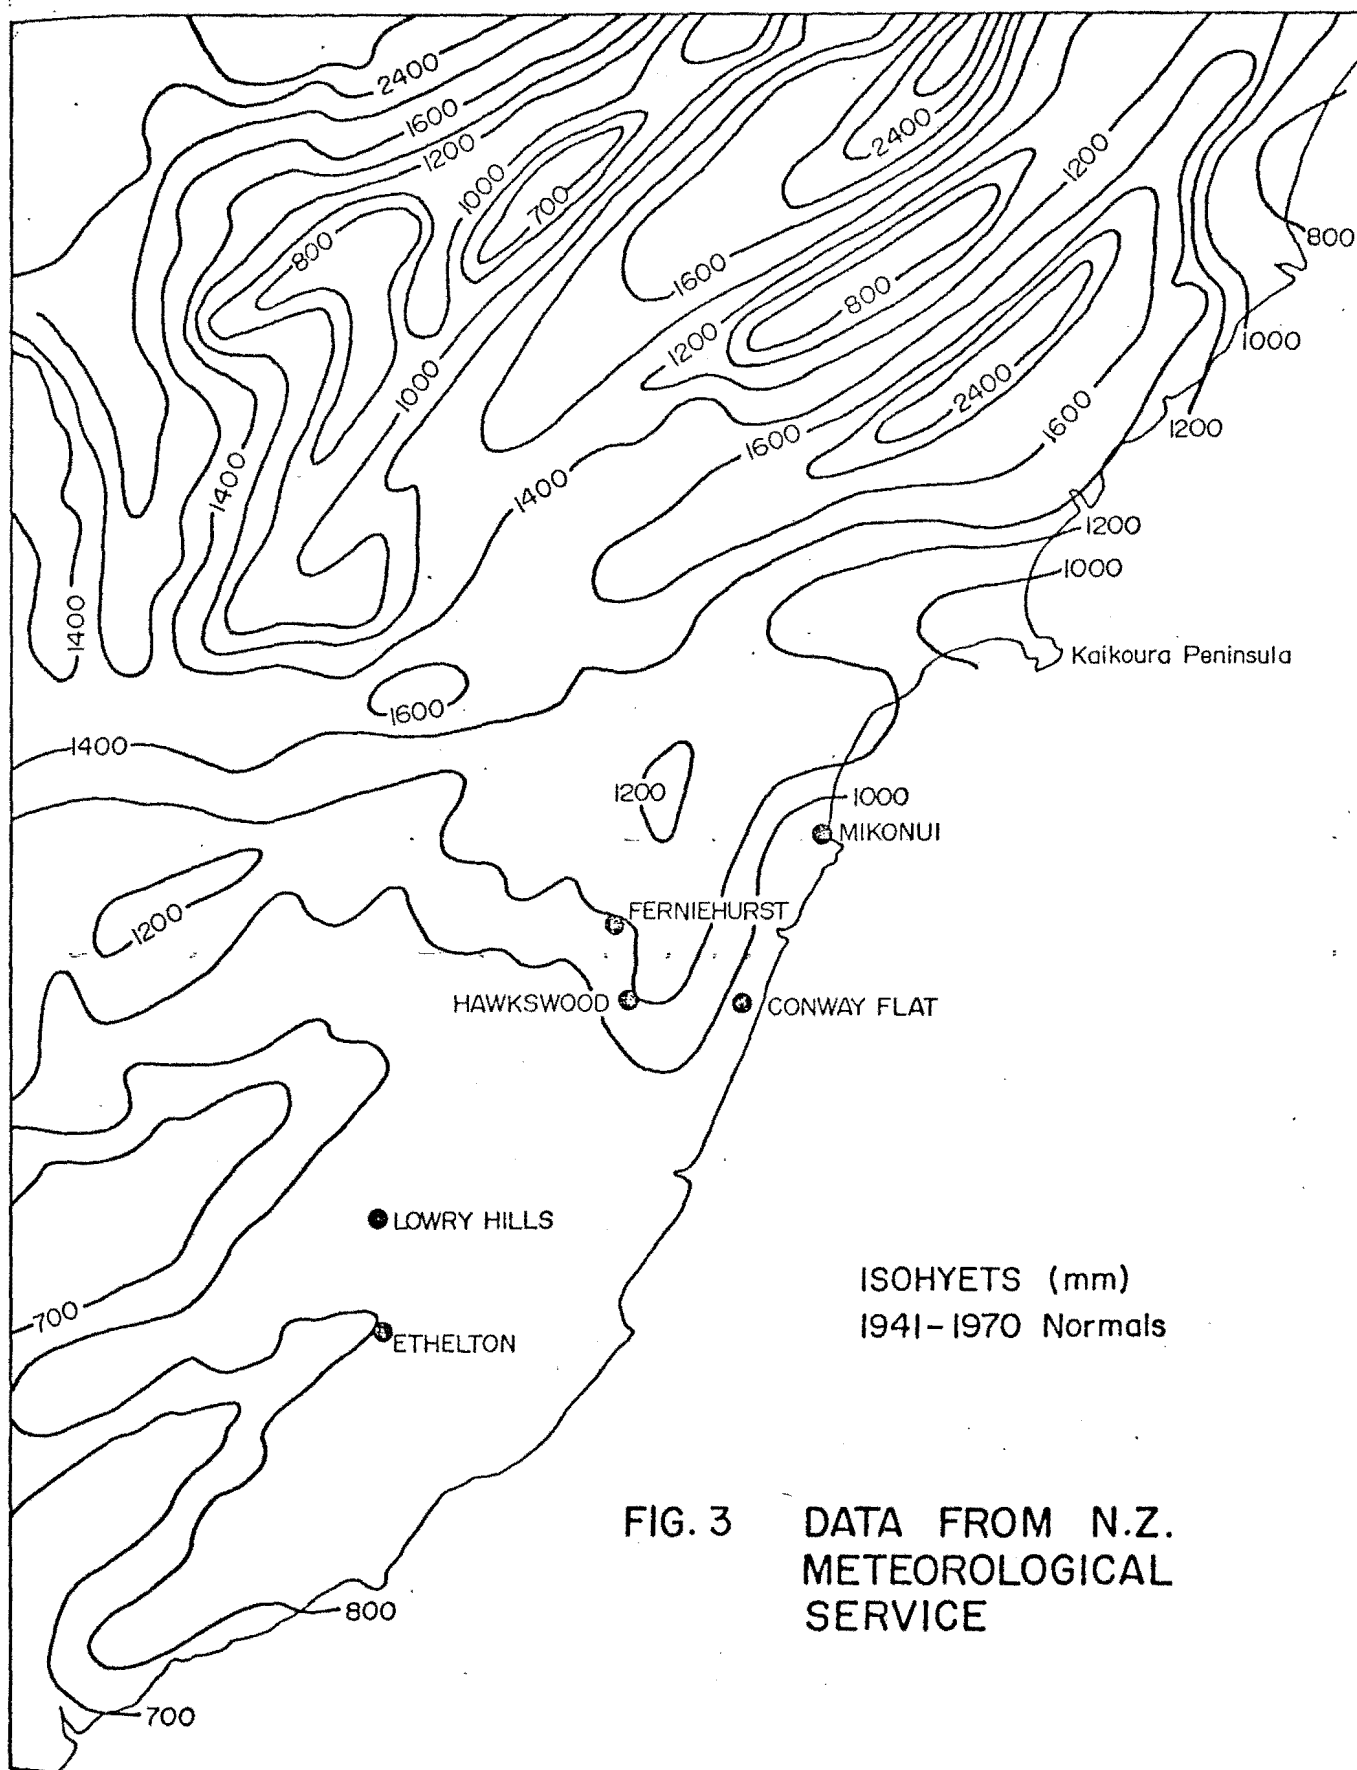 2400
1600
1200
1000
700
800
2400
1200
1600
800
800
1200
1000
1000
2400
1600
1600
1200
1400
1400
1200
1000
1400
Kaikoura Peninsula
1600
1400
1200
1000
MIKONUI
1200
FERNIEHURST
HAWKSWOOD
CONWAY FLAT
LOWRY HILLS
700
ETHELTON
ISOHYETS (mm)
1941-1970 Normals
FIG. 3 DATA FROM N.Z.
METEOROLOGICAL
SERVICE
800
700